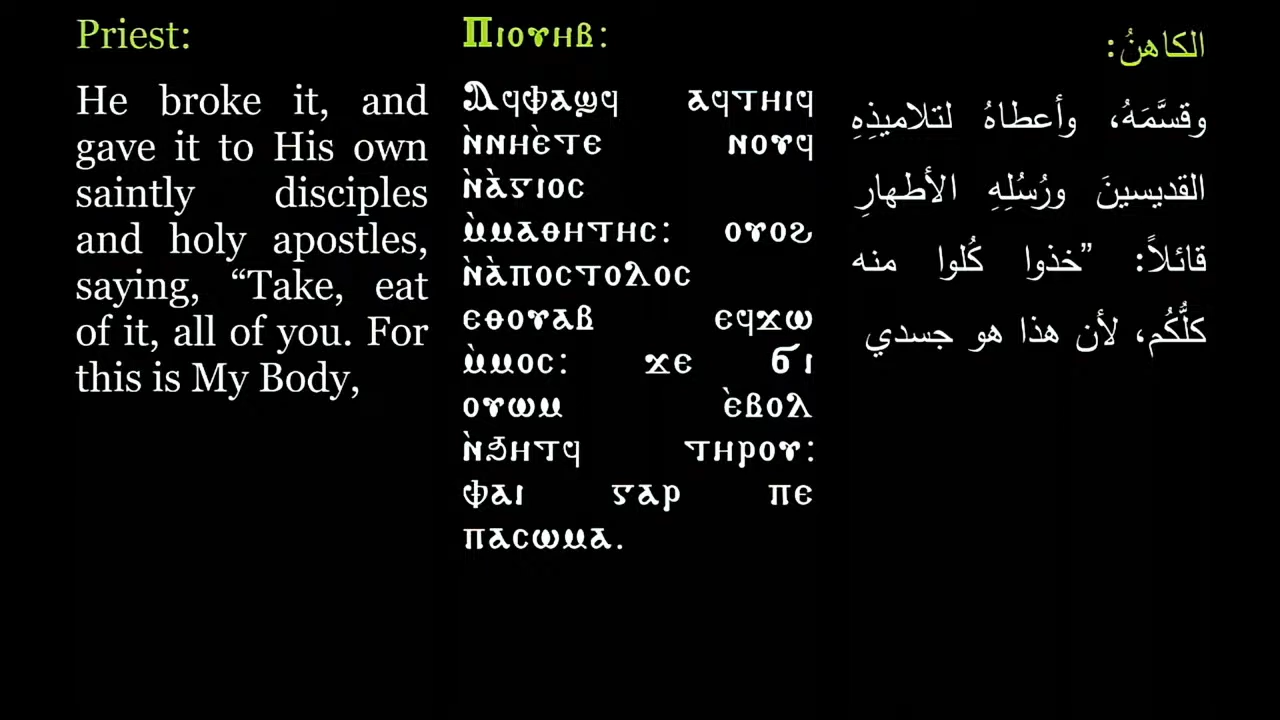 Priest:
He broke it, and
gave it to His own
saintly disciples
and holy apostles,
saying, “Take, eat
of it, all of you. For
this is My Body,
Ⲡⲓⲟⲩⲏⲃ:
Ⲁϥⲫⲁϣϥ ⲁϥⲧⲏⲓϥ
ⲛ̀ⲛⲏⲉ̀ⲧⲉ ⲛⲟⲩϥ
ⲛ̀ⲁ̀ⲅⲓⲟⲥ
ⲙ̀ⲙⲁⲑⲏⲧⲏⲥ: ⲟⲩⲟϩ
ⲛ̀ⲁ̀ⲡⲟⲥⲧⲟⲗⲟⲥ
ⲉⲑⲟⲩⲁⲃ ⲉϥϫⲱ
ⲙ̀ⲙⲟⲥ: ϫⲉ ϭⲓ
ⲟⲩⲱⲙ ⲉ̀ⲃⲟⲗ
ⲛ̀ϧⲏⲧϥ ⲧⲏⲣⲟⲩ:
ⲫⲁⲓ ⲅⲁⲣ ⲡⲉ
ⲡⲁⲥⲱⲙⲁ.
الكاهنُ:
وقسَّمَهُ، وأعطاهُ لتلاميذِهِ
القديسينَ ورُسُلِهِ الأطهارِ
قائلاً: ”خذوا كُلوا منه
كلُّكُم، لأن هذا هو جسدي